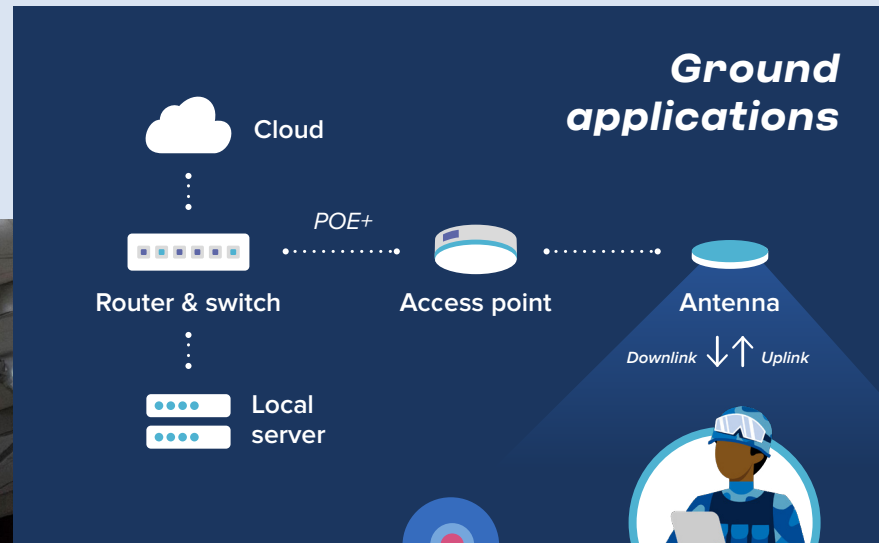 Ground
applications
Cloud
POE+
Router & switch
Access point
Antenna
Downlink
Uplink
Local
server